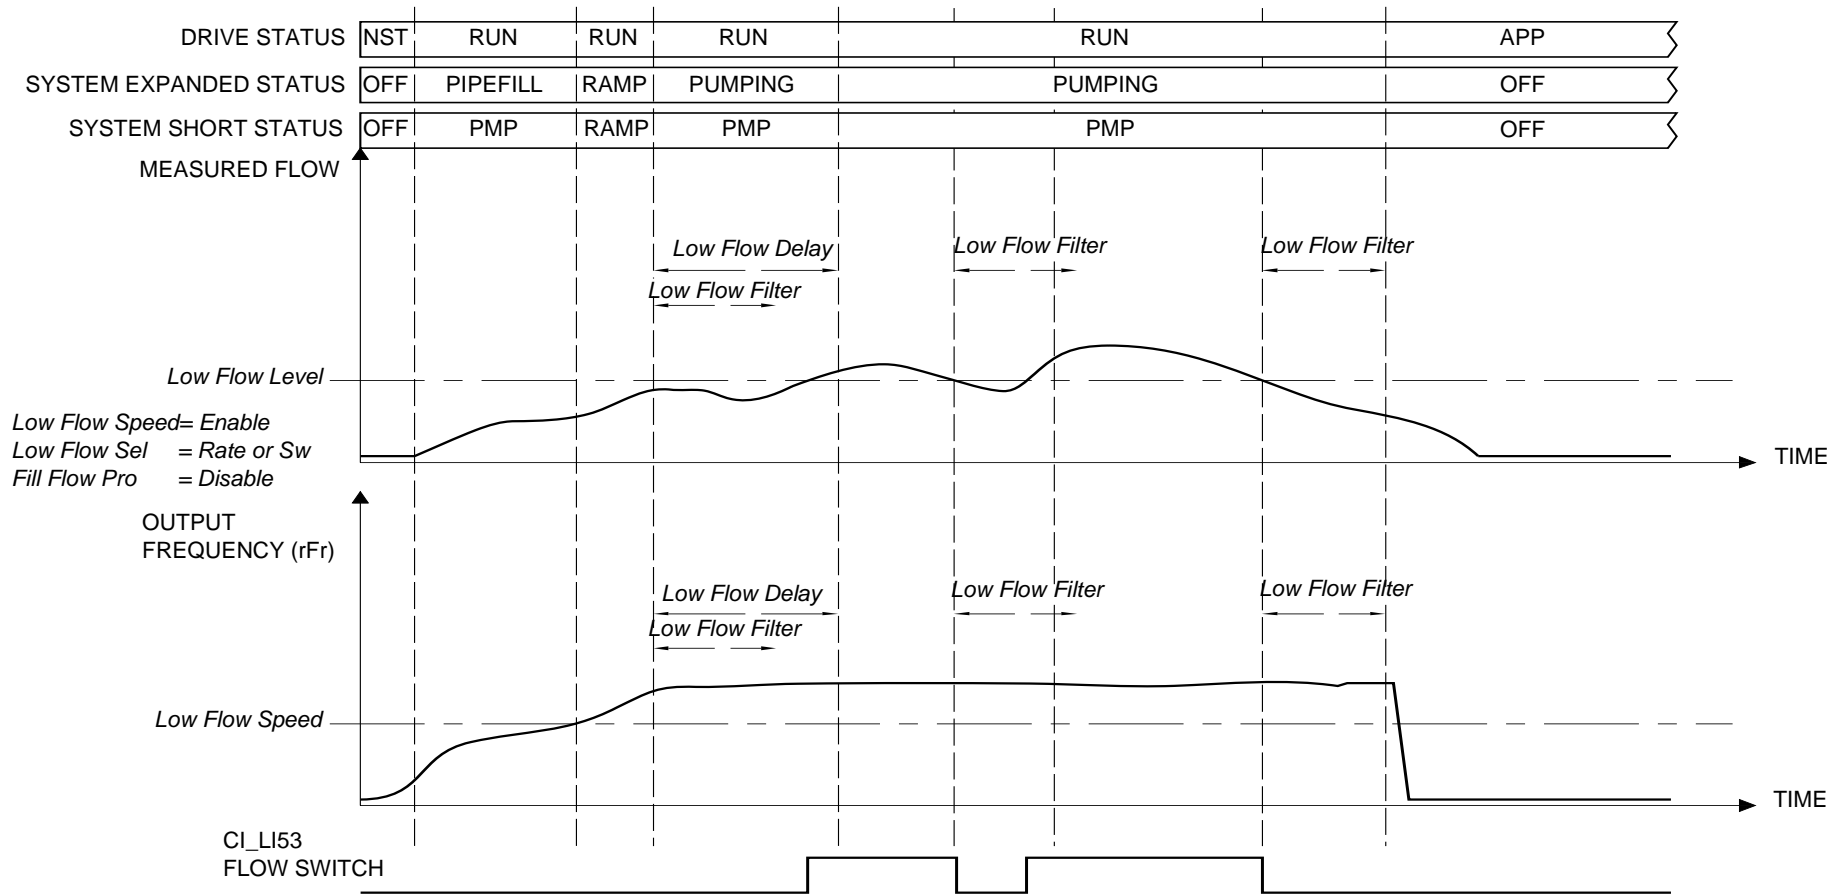 DRIVE STATUS NST RUN RUN RUN RUN APP
SYSTEM EXPANDED STATUS OFF PIPEFILL RAMP PUMPING PUMPING OFF
SYSTEM SHORT STATUS OFF PMP RAMP PMP PMP OFF
MEASURED FLOW
Low Flow Delay Low Flow Filter Low Flow Filter
Low Flow Filter
Low Flow Level
Low Flow Speed= Enable
Low Flow Sel = Rate or Sw
Fill Flow Pro = Disable
TIME
OUTPUT
FREQUENCY (rFr)
Low Flow Delay Low Flow Filter Low Flow Filter
Low Flow Filter
Low Flow Speed
TIME
CI_LI53
FLOW SWITCH